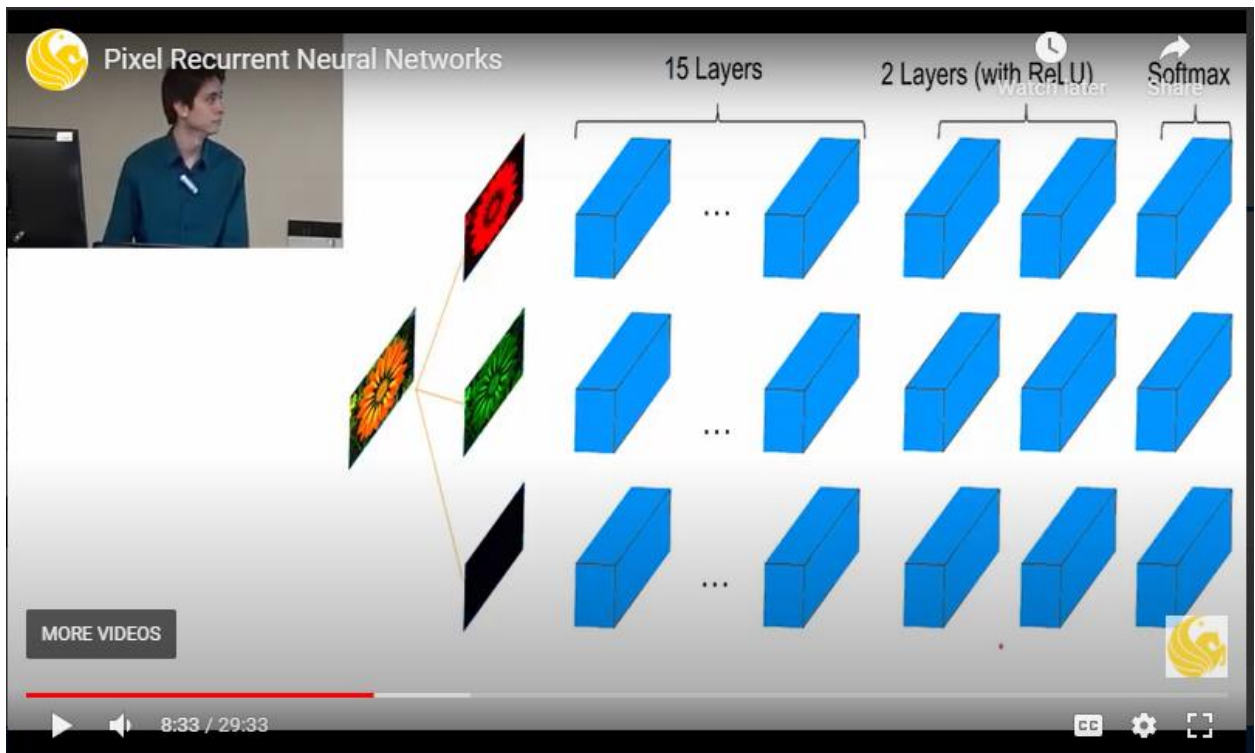 Pixel Recurrent Neural Networks
15 Layers
2 Layers (with ReLU)
Softmax
Watch later
Share
...
...
...
MORE VIDEOS
8:33 / 29:33
CC